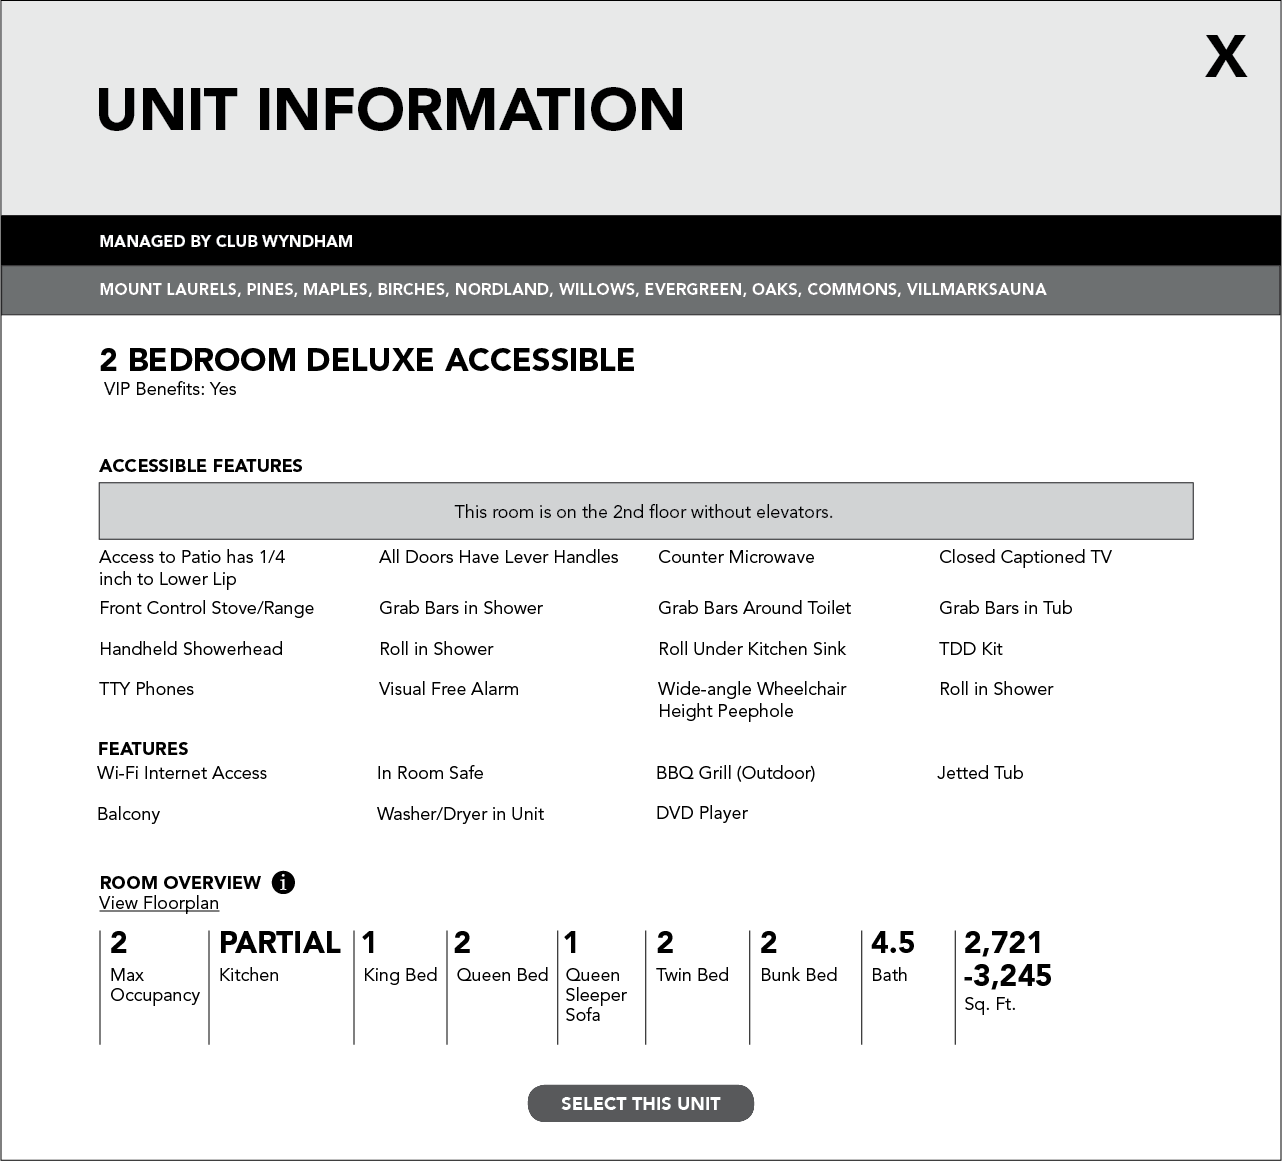 X
UNIT INFORMATION
MANAGED BY CLUB WYNDHAM
MOUNT LAURELS, PINES, MAPLES, BIRCHES, NORDLAND, WILLOWS, EVERGREEN, OAKS, COMMONS, VILLMARKSAUNA
2 BEDROOM DELUXE ACCESSIBLE
VIP Benefits: Yes
ACCESSIBLE FEATURES
This room is on the 2nd floor without elevators.
Access to Patio has 1/4
inch to Lower Lip
All Doors Have Lever Handles
Counter Microwave
Closed Captioned TV
Front Control Stove/Range
Grab Bars in Shower
Grab Bars Around Toilet
Grab Bars in Tub
Handheld Showerhead
Roll in Shower
Roll Under Kitchen Sink
TDD Kit
TTY Phones
Visual Free Alarm
Wide-angle Wheelchair
Height Peephole
Roll in Shower
FEATURES
Wi-Fi Internet Access
In Room Safe
BBQ Grill (Outdoor)
Jetted Tub
Balcony
Washer/Dryer in Unit
DVD Player
ROOM OVERVIEW i
View Floorplan
2
Max
Occupancy
PARTIAL
Kitchen
1
King Bed
2
Queen Bed
1
Queen
Sleeper
Sofa
2
Twin Bed
2
Bunk Bed
4.5
Bath
2,721
-3,245
Sq. Ft.
SELECT THIS UNIT